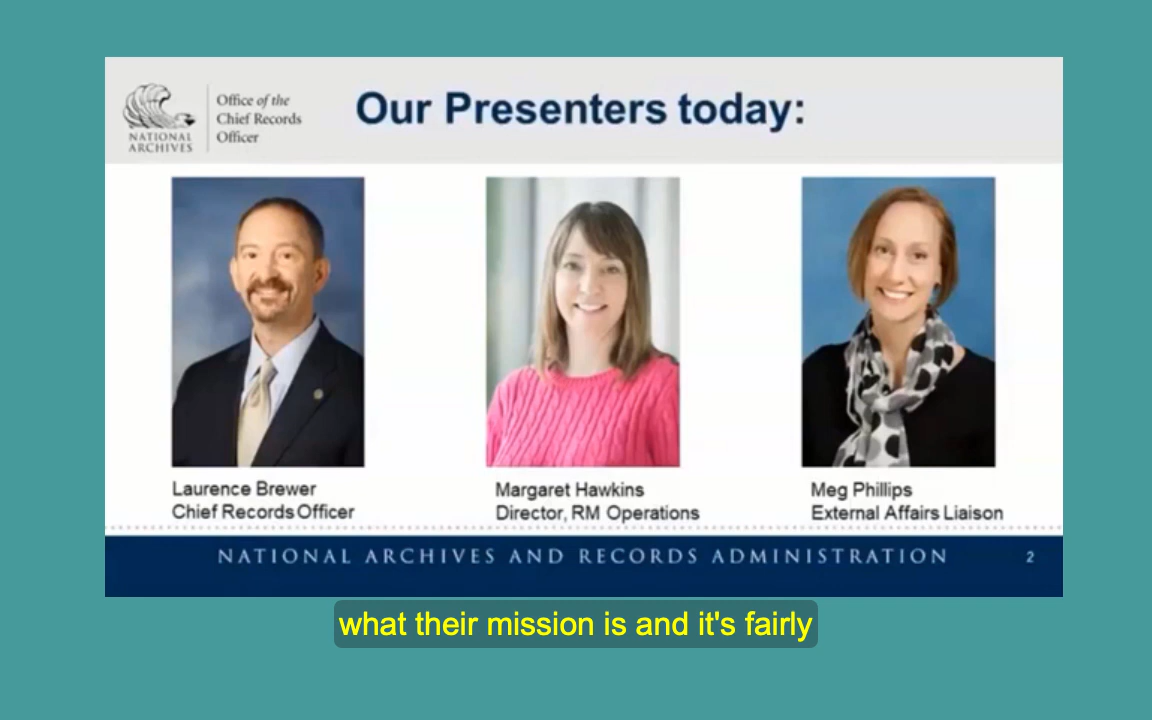 Office of the
Chief Records
Officer
NATIONAL
ARCHIVES
Our Presenters today:
Laurence Brewer
Chief Records Officer
Margaret Hawkins
Director, RM Operations
Meg Phillips
External Affairs Liaison
NATIONAL ARCHIVES AND RECORDS ADMINISTRATION
2
what their mission is and it's fairly